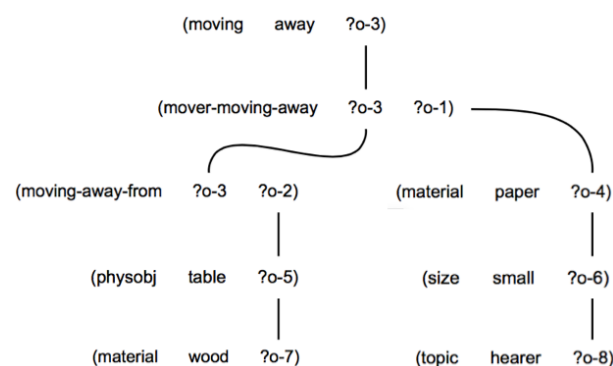 (moving away ?o-3)
(mover-moving-away ?o-3 ?o-1)
(moving-away-from ?o-3 ?o-2) (material paper ?o-4)
(physobj table ?o-5) (size small ?o-6)
(material wood ?o-7) (topic hearer ?o-8)